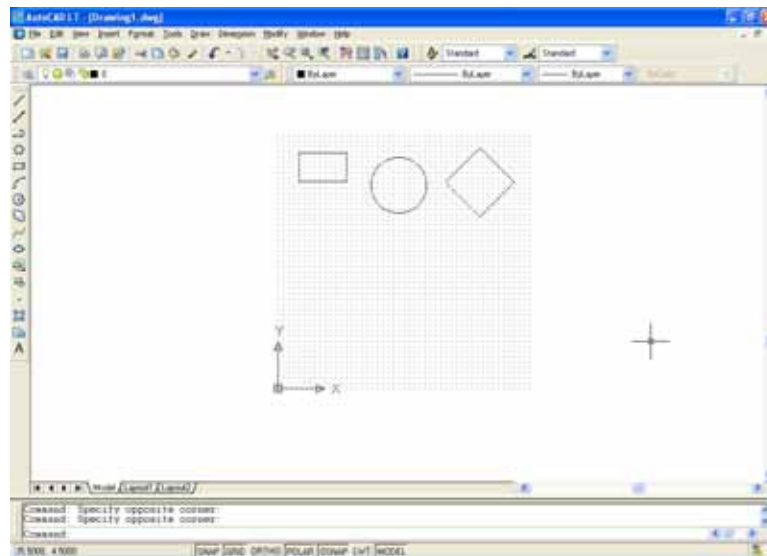 AutoCAD LT - [Drawing1.dwg]
File Edit View Insert Format Tools Draw Dimension Modify Window Help
Standard Standard
0 ByLayer ByLayer ByLayer ByColor
Y
X
Model Layout1 Layout2
Command: Specify opposite corner:
Command: Specify opposite corner:
Command:
SNAP GRID ORTHO POLAR OSNAP LWT MODEL